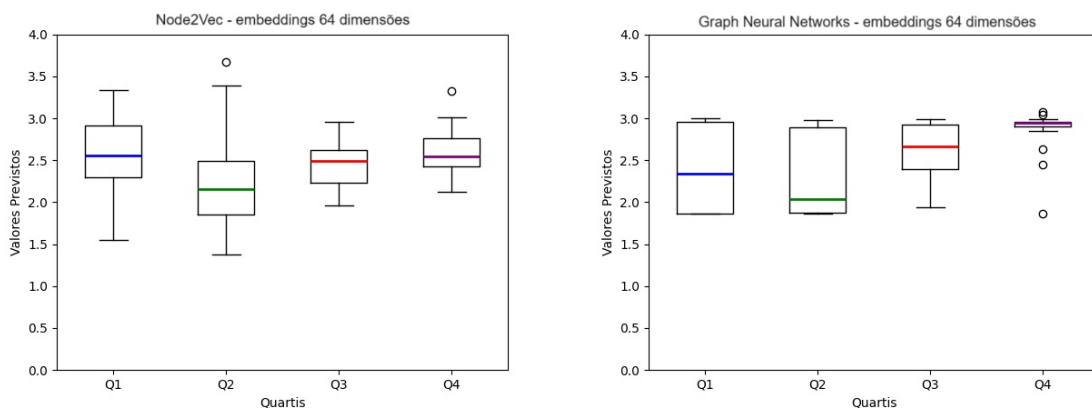 Node2Vec - embeddings 64 dimensões
4.0
3.5
3.0
2.5
2.0
1.5
1.0
0.5
0.0
Valores Previstos
Q1 Q2 Q3 Q4
Quartis
Graph Neural Networks - embeddings 64 dimensões
4.0
3.5
3.0
2.5
2.0
1.5
1.0
0.5
0.0
Valores Previstos
Q1 Q2 Q3 Q4
Quartis